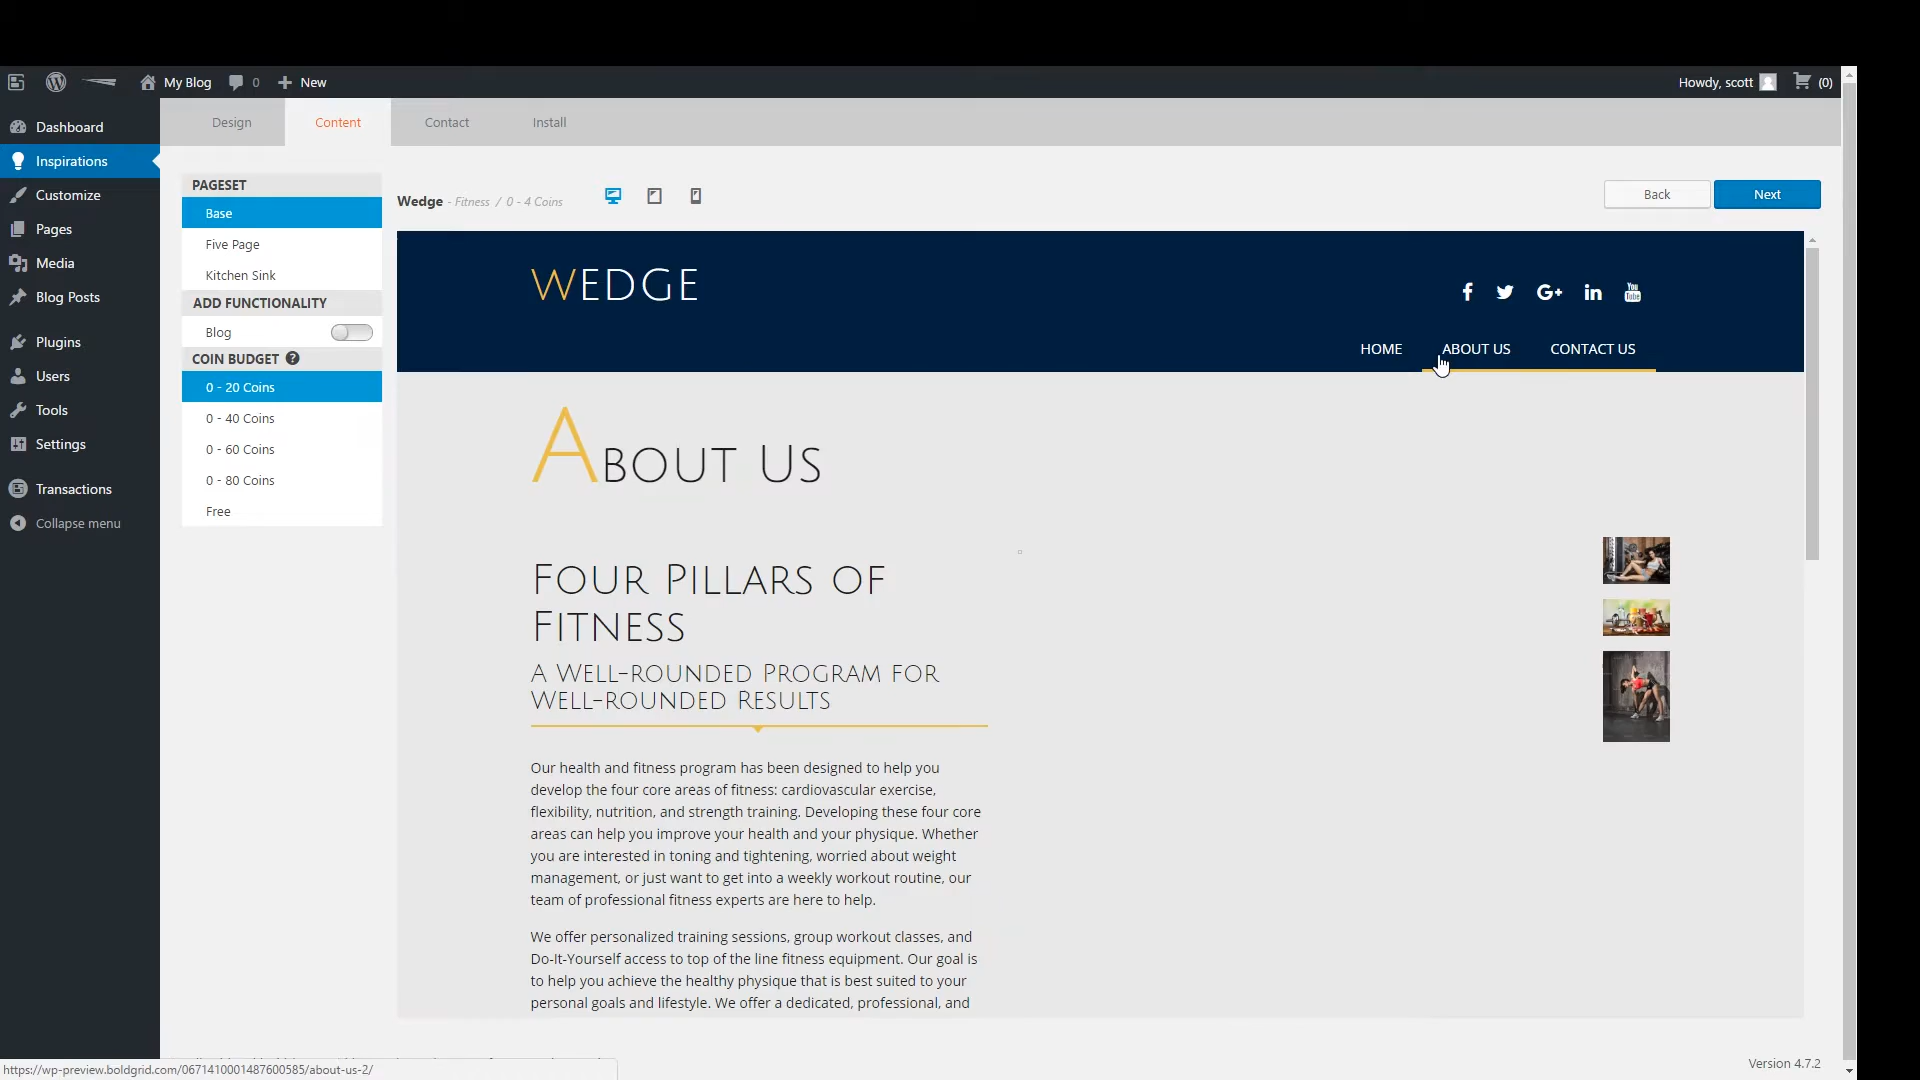 My Blog
0
New
Howdy, scott
(0)
Dashboard
Inspirations
Customize
Pages
Media
Blog Posts
Plugins
Users
Tools
Settings
Transactions
Collapse menu
Design
Content
Contact
Install
PAGESET
Base
Five Page
Kitchen Sink
ADD FUNCTIONALITY
Blog
COIN BUDGET ?
0 - 20 Coins
0 - 40 Coins
0 - 60 Coins
0 - 80 Coins
Free
Wedge - Fitness / 0 - 4 Coins
Back
Next
WEDGE
You Tube
HOME
ABOUT US
CONTACT US
About Us
Four Pillars of
Fitness
A Well-rounded Program for
Well-rounded Results
Our health and fitness program has been designed to help you
develop the four core areas of fitness: cardiovascular exercise,
flexibility, nutrition, and strength training. Developing these four core
areas can help you improve your health and your physique. Whether
you are interested in toning and tightening, worried about weight
management, or just want to get into a weekly workout routine, our
team of professional fitness experts are here to help.
We offer personalized training sessions, group workout classes, and
Do-It-Yourself access to top of the line fitness equipment. Our goal is
to help you achieve the healthy physique that is best suited to your
personal goals and lifestyle. We offer a dedicated, professional, and
Version 4.7.2
https://wp-preview.boldgrid.com/0671410001487600585/about-us-2/